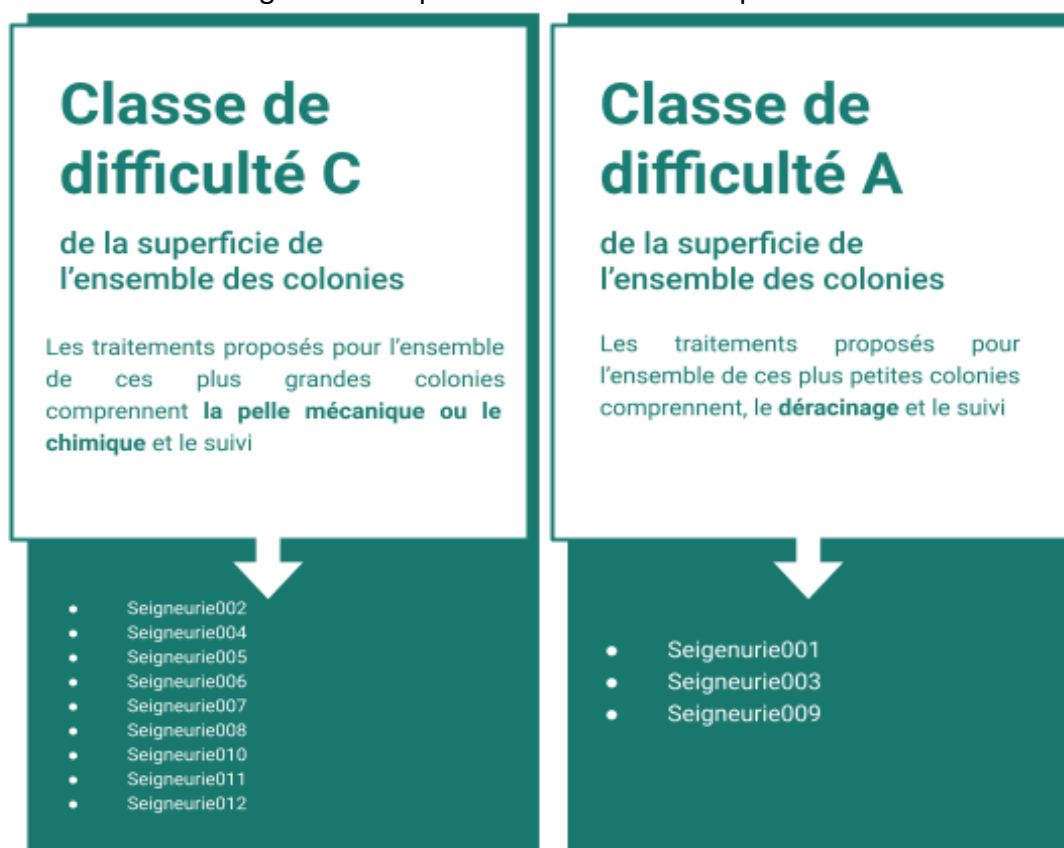 Classe de
difficulté C
de la superficie de
l’ensemble des colonies
Les traitements proposés pour l’ensemble
de ces plus grandes colonies
comprennent la pelle mécanique ou le
chimique et le suivi
• Seigneurie002
• Seigneurie004
• Seigneurie005
• Seigneurie006
• Seigneurie007
• Seigneurie008
• Seigneurie010
• Seigneurie011
• Seigneurie012
Classe de
difficulté A
de la superficie de
l’ensemble des colonies
Les traitements proposés pour
l’ensemble de ces plus petites colonies
comprennent, le déracinage et le suivi
• Seigenurie001
• Seigneurie003
• Seigneurie009